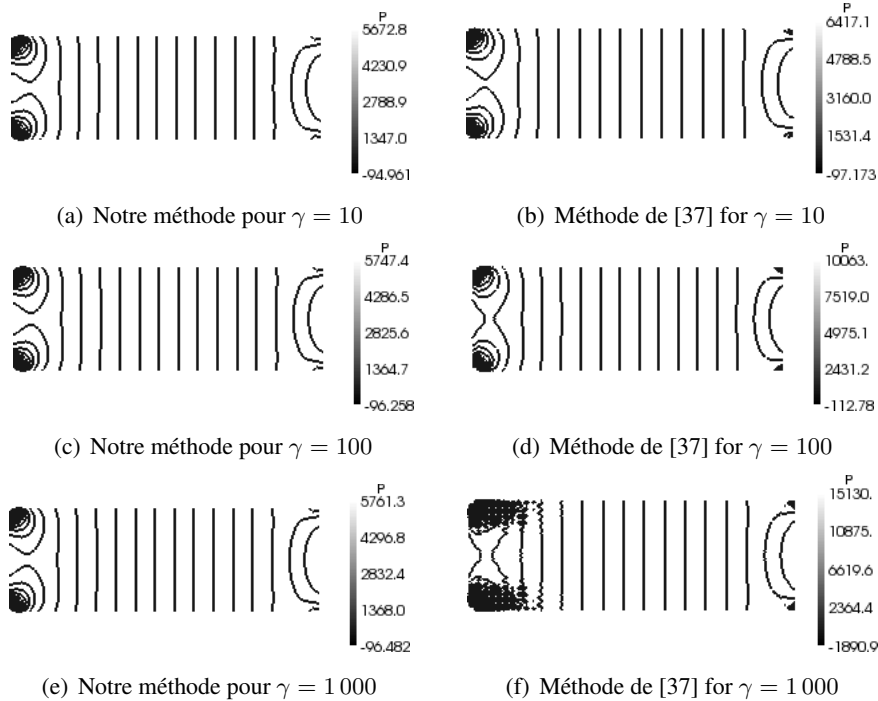 P
5672.8
4230.9
2788.9
1347.0
-94.961
(a) Notre méthode pour γ = 10
P
6417.1
4788.5
3160.0
1531.4
-97.173
(b) Méthode de [37] for γ = 10
P
5747.4
4286.5
2825.6
1364.7
-96.258
(c) Notre méthode pour γ = 100
P
10063.
7519.0
4975.1
2431.2
-112.78
(d) Méthode de [37] for γ = 100
P
5761.3
4296.8
2832.4
1368.0
-96.482
(e) Notre méthode pour γ = 1 000
P
15130.
10875.
6619.6
2364.4
-1890.9
(f) Méthode de [37] for γ = 1 000